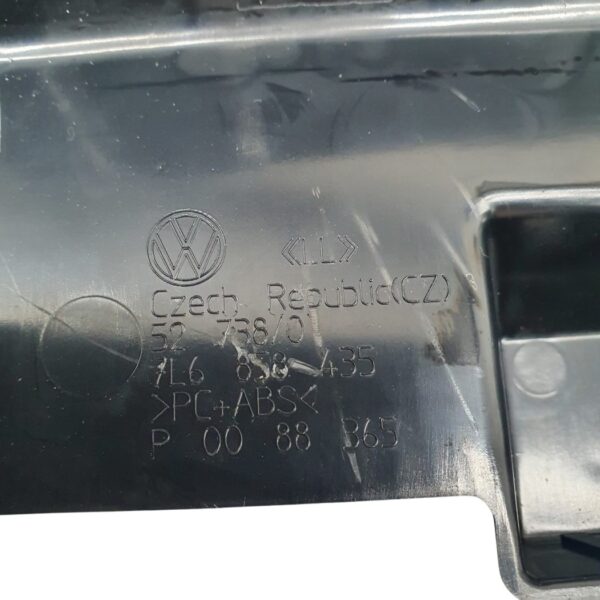 «LL»
Czech Republic(CZ)
52 738/0
7L6 858 435
>PC+ABS<
P 00 88 365